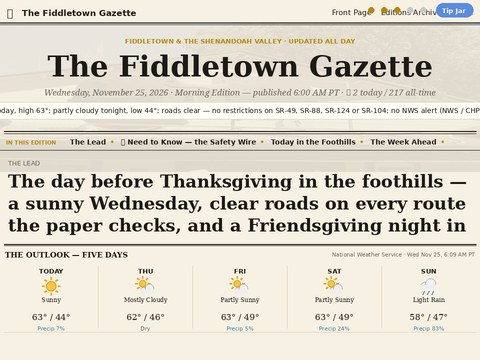 The Fiddletown Gazette
Front Page Editions Archiv
Tip Jar
FIDDLETOWN & THE SHENANDOAH VALLEY · UPDATED ALL DAY
The Fiddletown Gazette
Wednesday, November 25, 2026 · Morning Edition — published 6:00 AM PT · 2 today / 217 all-time
day, high 63°; partly cloudy tonight, low 44°; roads clear — no restrictions on SR-49, SR-88, SR-124 or SR-104; no NWS alert (NWS / CHP
IN THIS EDITION The Lead • Need to Know — the Safety Wire • Today in the Foothills • The Week Ahead •
THE LEAD
The day before Thanksgiving in the foothills —
a sunny Wednesday, clear roads on every route
the paper checks, and a Friendsgiving night in
THE OUTLOOK — FIVE DAYS
National Weather Service · Wed Nov 25, 6:09 AM PT
TODAY THU FRI SAT SUN
Sunny Mostly Cloudy Partly Sunny Partly Sunny Light Rain
63° / 44° 62° / 46° 63° / 49° 63° / 49° 58° / 47°
Precip 7% Dry Precip 5% Precip 24% Precip 83%